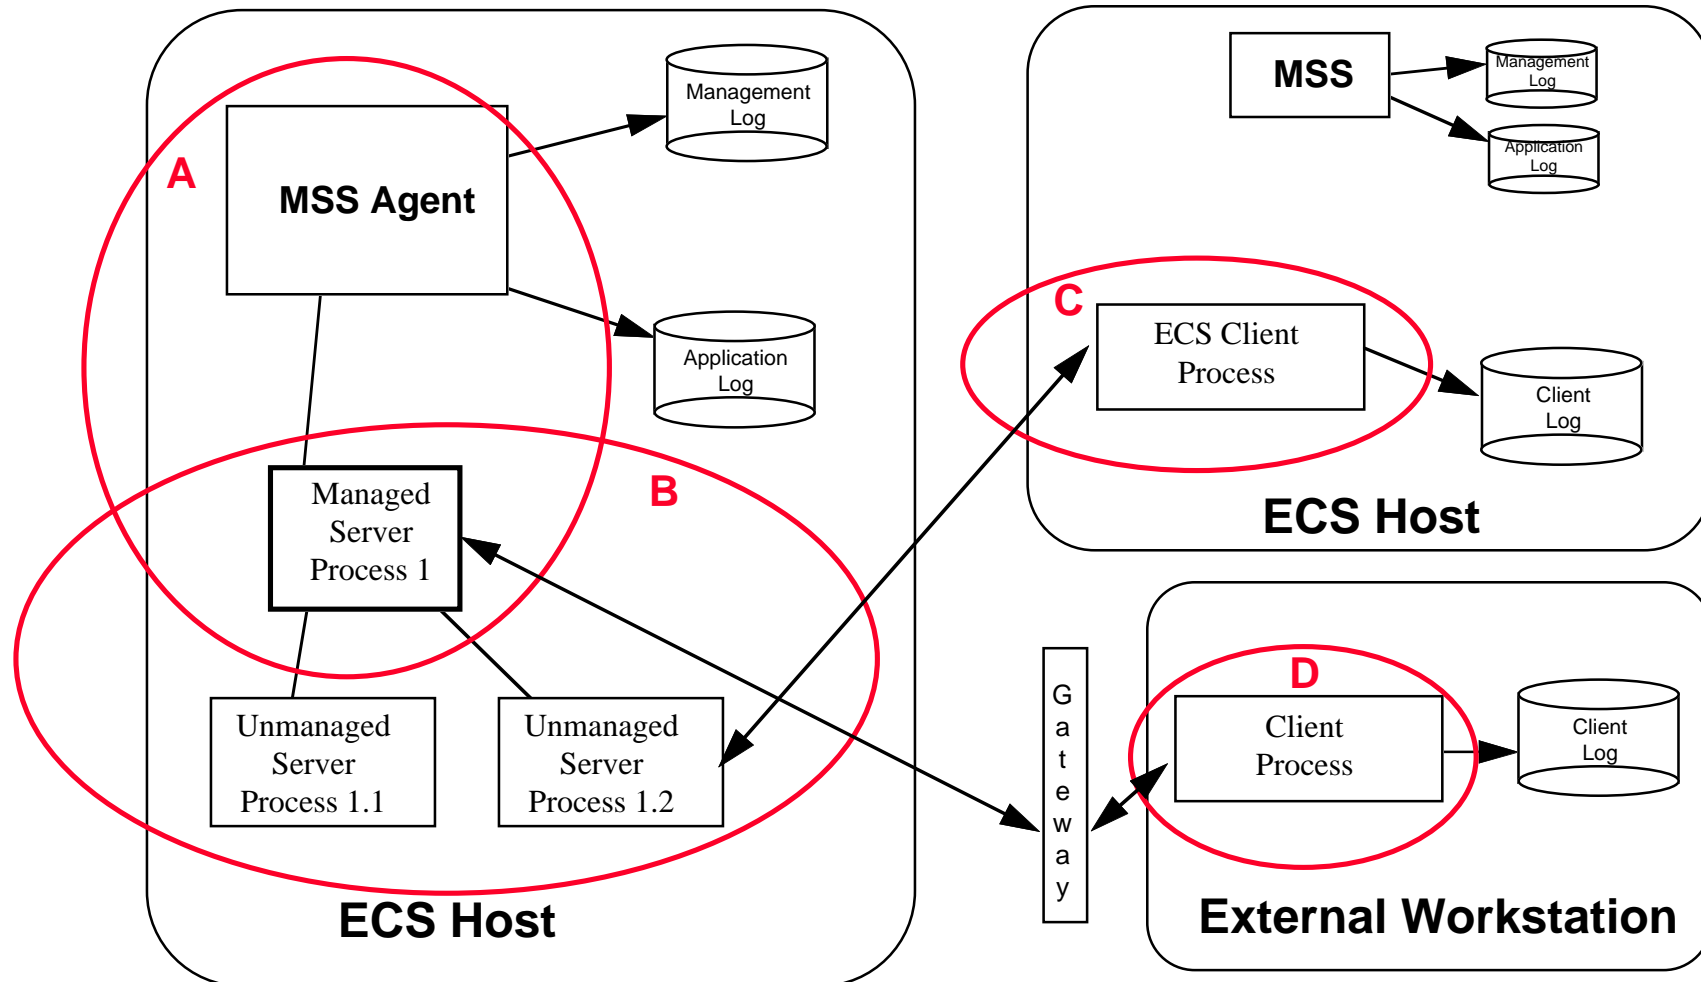 A
MSS Agent
Management
Log
Application
Log
B
Managed
Server
Process 1
Unmanaged
Server
Process 1.1
Unmanaged
Server
Process 1.2
ECS Host
MSS
Management
Log
Application
Log
C
ECS Client
Process
Client
Log
ECS Host
G
a
t
e
w
a
y
D
Client
Process
Client
Log
External Workstation